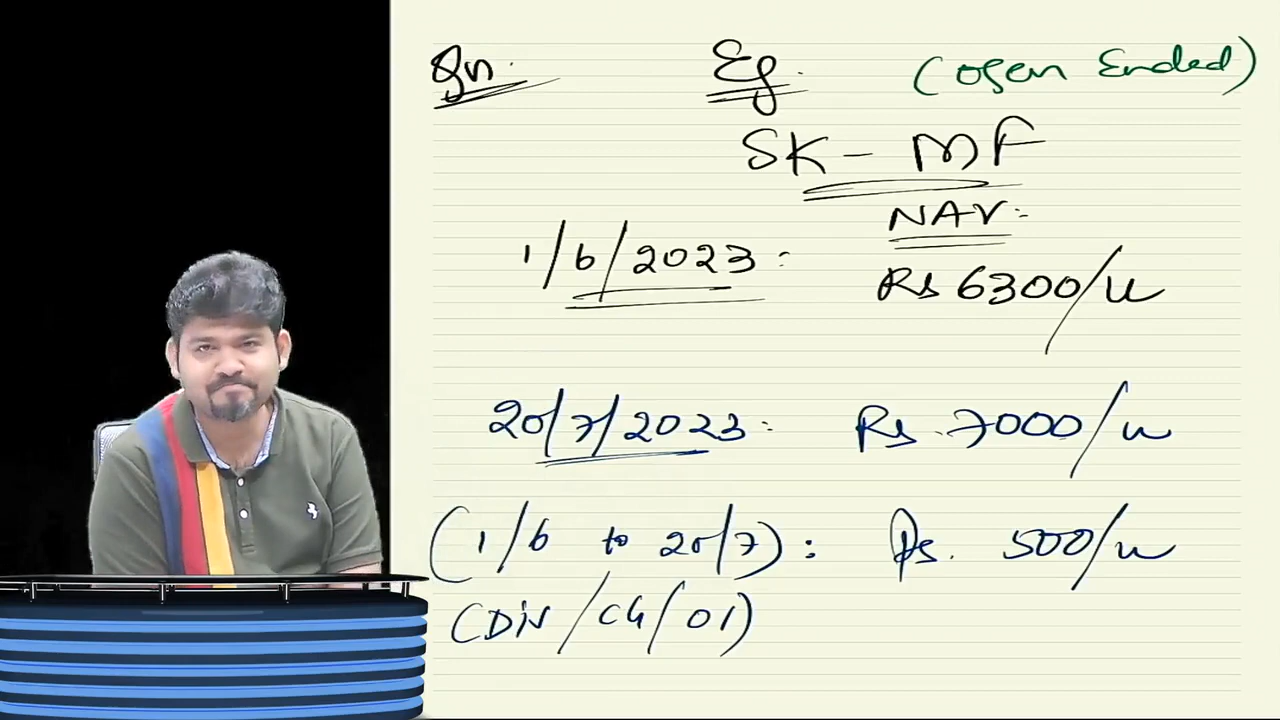 Qn. Eg. (Open Ended)
SK - MF
NAV:
1/6/2023: Rs 6300/u
20/7/2023: Rs. 7000/u
(1/6 to 20/7): Rs. 500/u
(Div/CG/OI)